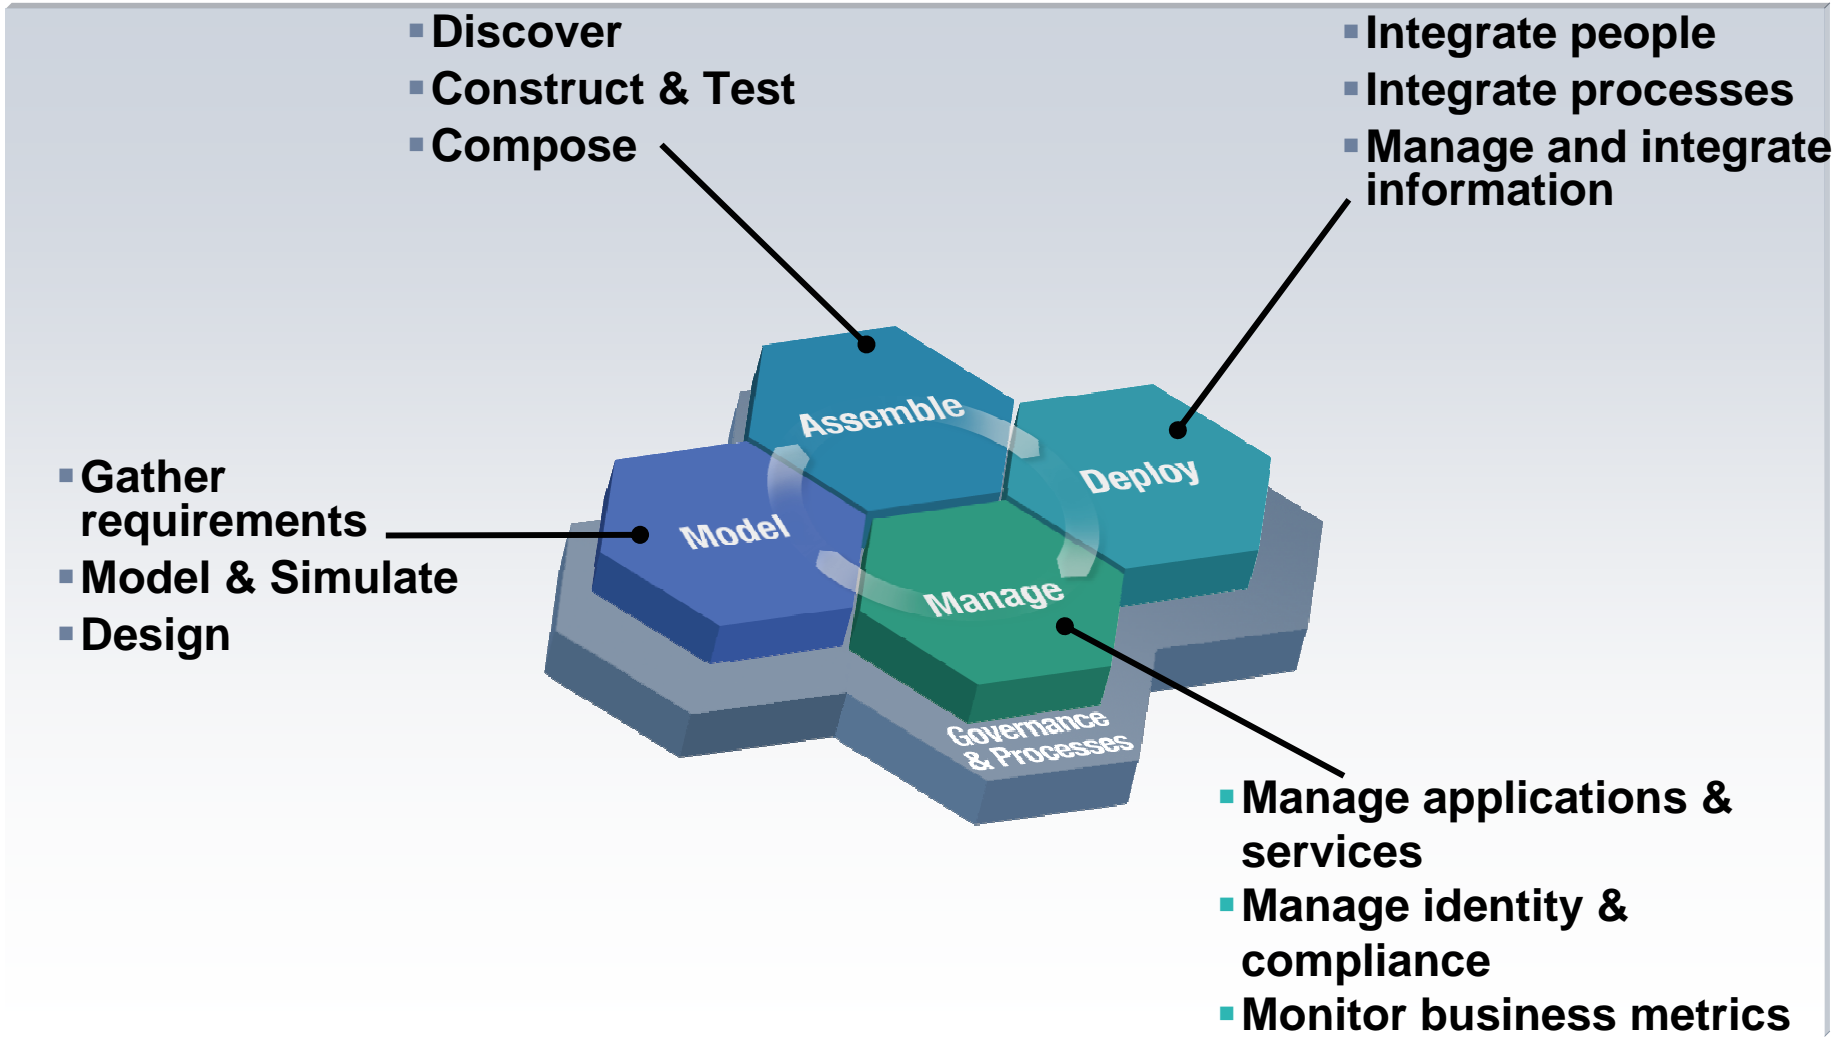 Discover
Construct & Test
Compose
Integrate people
Integrate processes
Manage and integrate
information
Gather
requirements
Model & Simulate
Design
Assemble
Deploy
Model
Manage
Governance
& Processes
Manage applications &
services
Manage identity &
compliance
Monitor business metrics